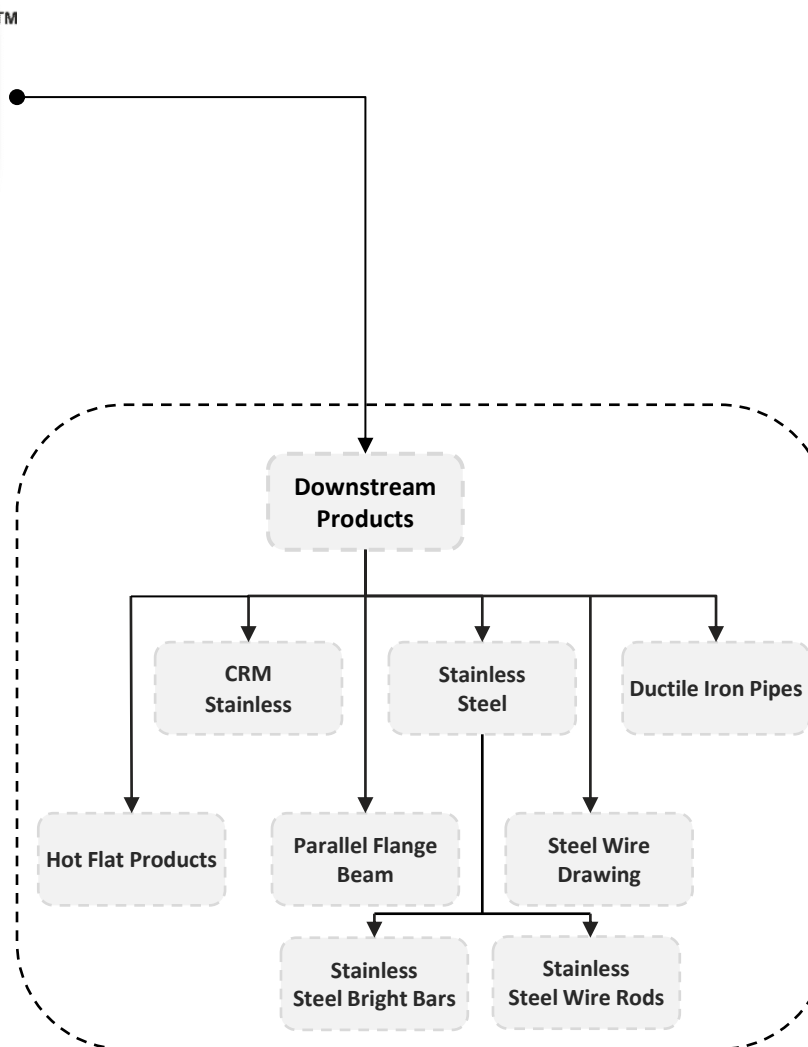 TM
Downstream
Products
CRM
Stainless
Stainless
Steel
Ductile Iron Pipes
Hot Flat Products
Parallel Flange
Beam
Steel Wire
Drawing
Stainless
Steel Bright Bars
Stainless
Steel Wire Rods